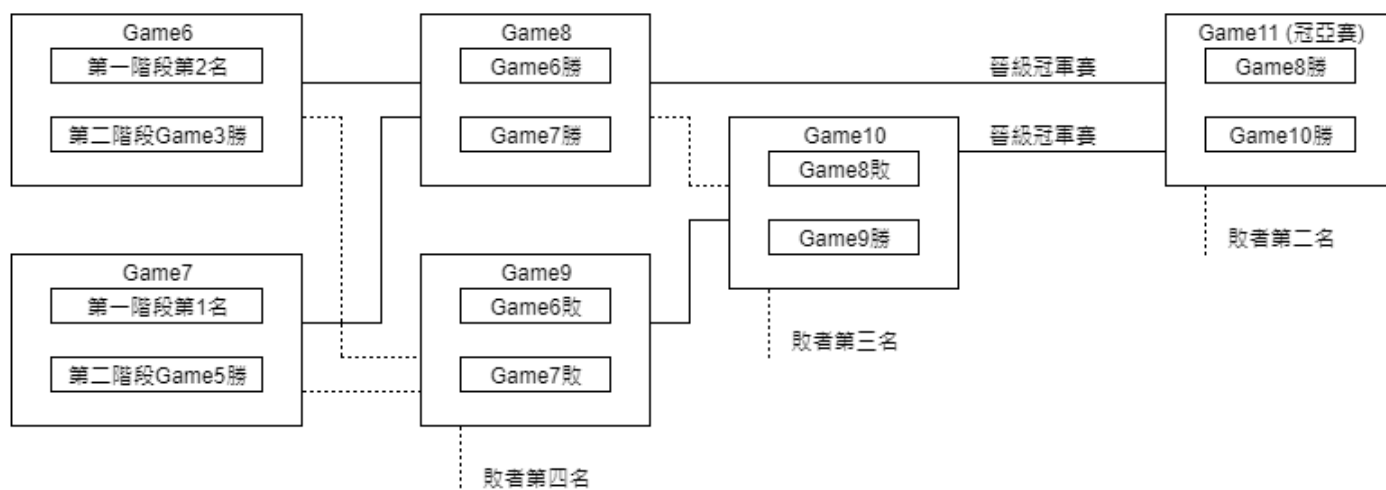 Game6
第一階段第2名
第二階段Game3勝
Game7
第一階段第1名
第二階段Game5勝
Game8
Game6勝
Game7勝
Game9
Game6敗
Game7敗
敗者第四名
Game10
Game8敗
Game9勝
敗者第三名
晉級冠軍賽
晉級冠軍賽
Game11 (冠亞賽)
Game8勝
Game10勝
敗者第二名